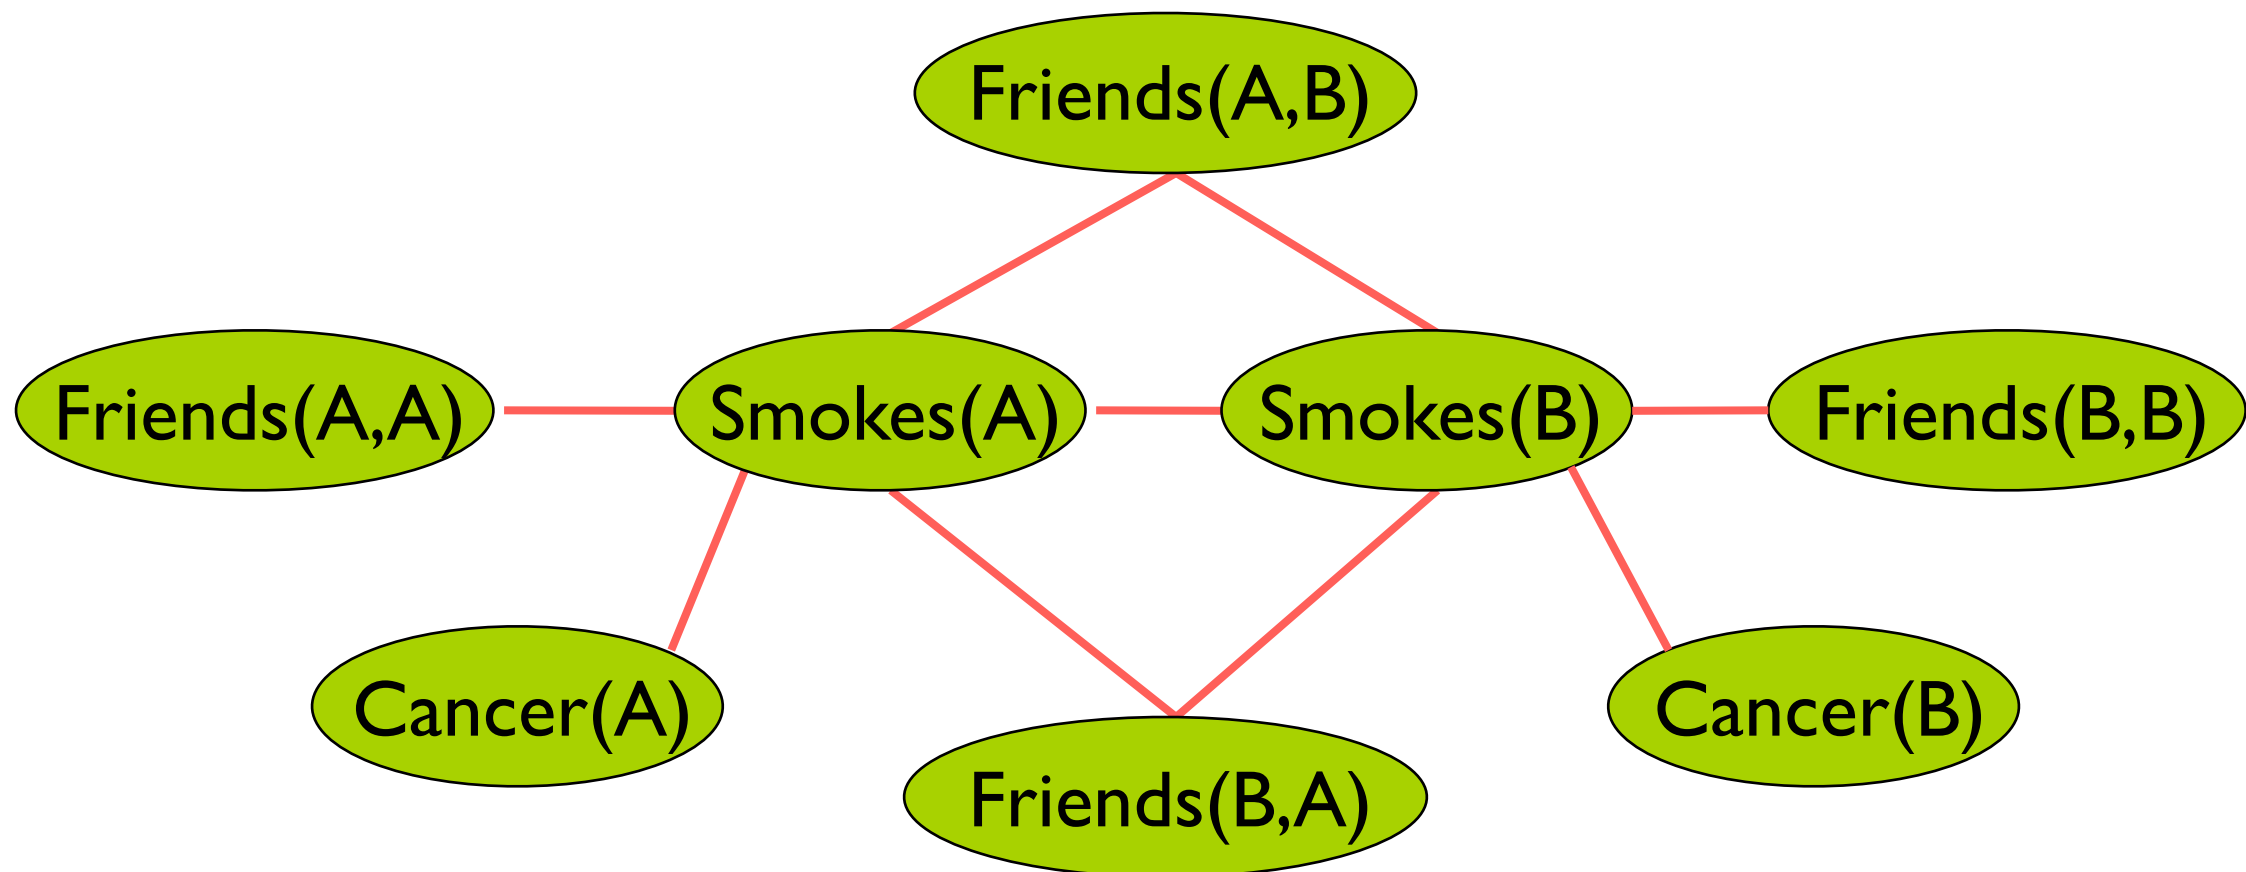 Friends(A,B)
Friends(A,A)
Smokes(A)
Smokes(B)
Friends(B,B)
Cancer(A)
Cancer(B)
Friends(B,A)